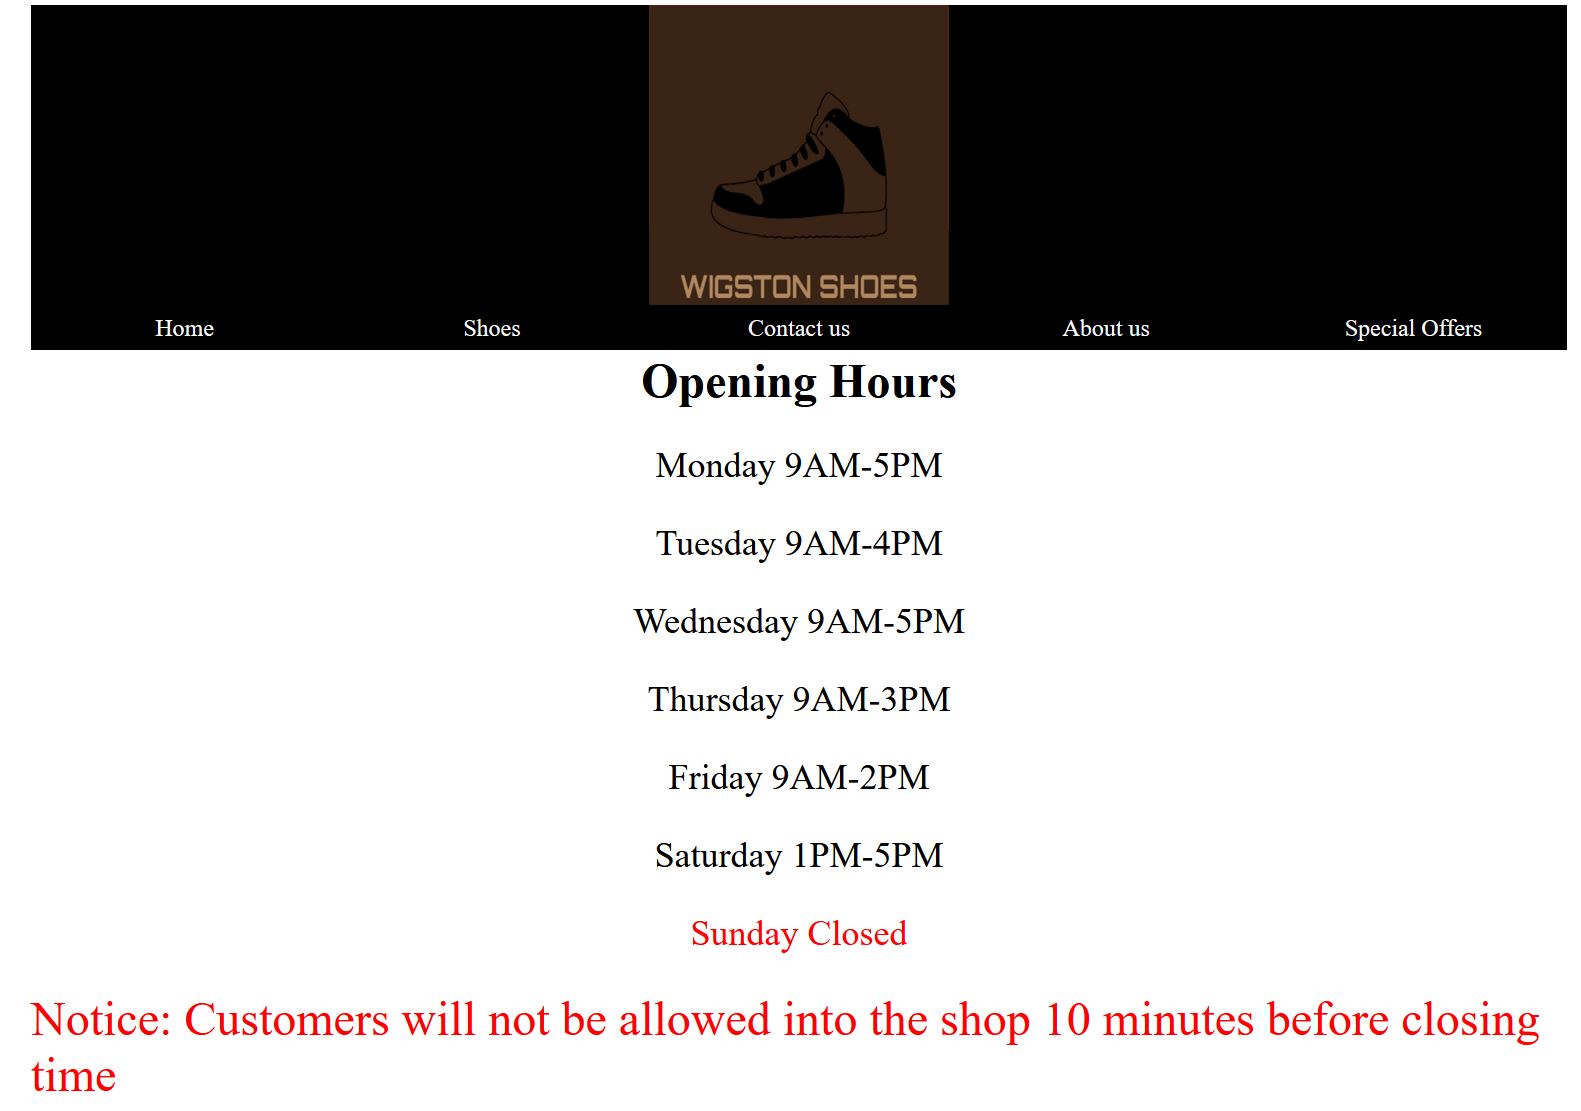 WIGSTON SHOES
Home Shoes Contact us About us Special Offers
Opening Hours
Monday 9AM-5PM
Tuesday 9AM-4PM
Wednesday 9AM-5PM
Thursday 9AM-3PM
Friday 9AM-2PM
Saturday 1PM-5PM
Sunday Closed
Notice: Customers will not be allowed into the shop 10 minutes before closing
time